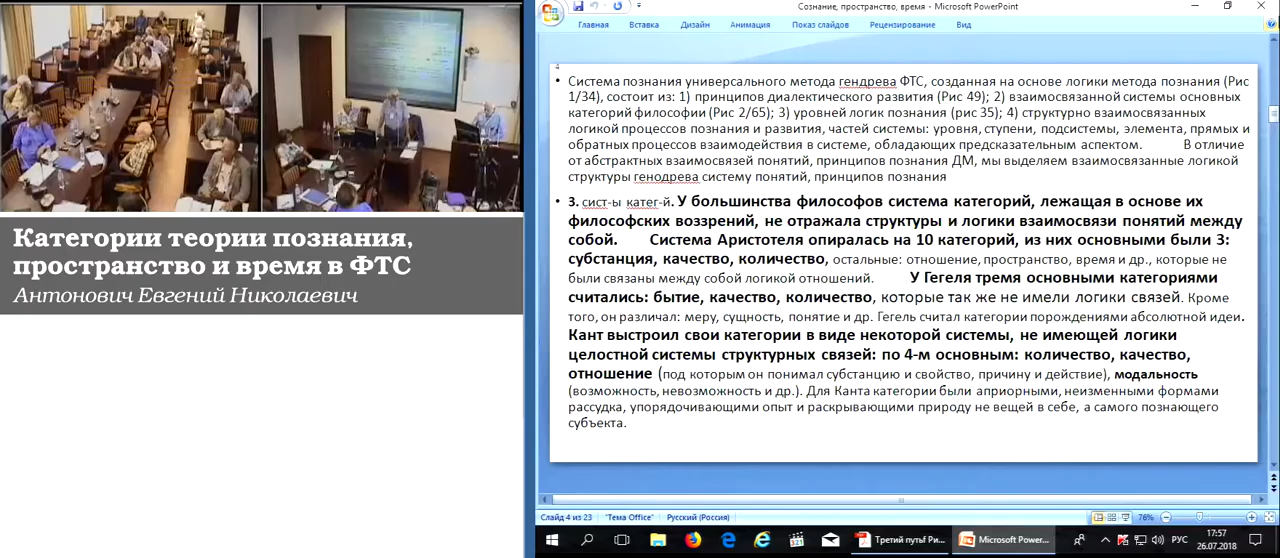 Категории теории познания,
пространство и время в ФТС
Антонович Евгений Николаевич
Сознание, пространство, время - Microsoft PowerPoint
Главная Вставка Дизайн Анимация Показ слайдов Рецензирование Вид
4
• Система познания универсального метода гендрева ФТС, созданная на основе логики метода познания (Рис
1/34), состоит из: 1) принципов диалектического развития (Рис 49); 2) взаимосвязанной системы основных
категорий философии (Рис 2/65); 3) уровней логик познания (рис 35); 4) структурно взаимосвязанных
логикой процессов познания и развития, частей системы: уровня, ступени, подсистемы, элемента, прямых и
обратных процессов взаимодействия в системе, обладающих предсказательным аспектом. В отличие
от абстрактных взаимосвязей понятий, принципов познания ДМ, мы выделяем взаимосвязанные логикой
структуры генодрева систему понятий, принципов познания
• 3. сист-ы катег-й. У большинства философов система категорий, лежащая в основе их
философских воззрений, не отражала структуры и логики взаимосвязи понятий между
собой. Система Аристотеля опиралась на 10 категорий, из них основными были 3:
субстанция, качество, количество, остальные: отношение, пространство, время и др., которые не
были связаны между собой логикой отношений. У Гегеля тремя основными категориями
считались: бытие, качество, количество, которые так же не имели логики связей. Кроме
того, он различал: меру, сущность, понятие и др. Гегель считал категории порождениями абсолютной идеи.
Кант выстроил свои категории в виде некоторой системы, не имеющей логики
целостной системы структурных связей: по 4-м основным: количество, качество,
отношение (под которым он понимал субстанцию и свойство, причину и действие), модальность
(возможность, невозможность и др.). Для Канта категории были априорными, неизменными формами
рассудка, упорядочивающими опыт и раскрывающими природу не вещей в себе, а самого познающего
субъекта.
Слайд 4 из 23 "Тема Office" Русский (Россия) 76%
Третий путь! Ри... Microsoft Power... РУС 17:57
26.07.2018